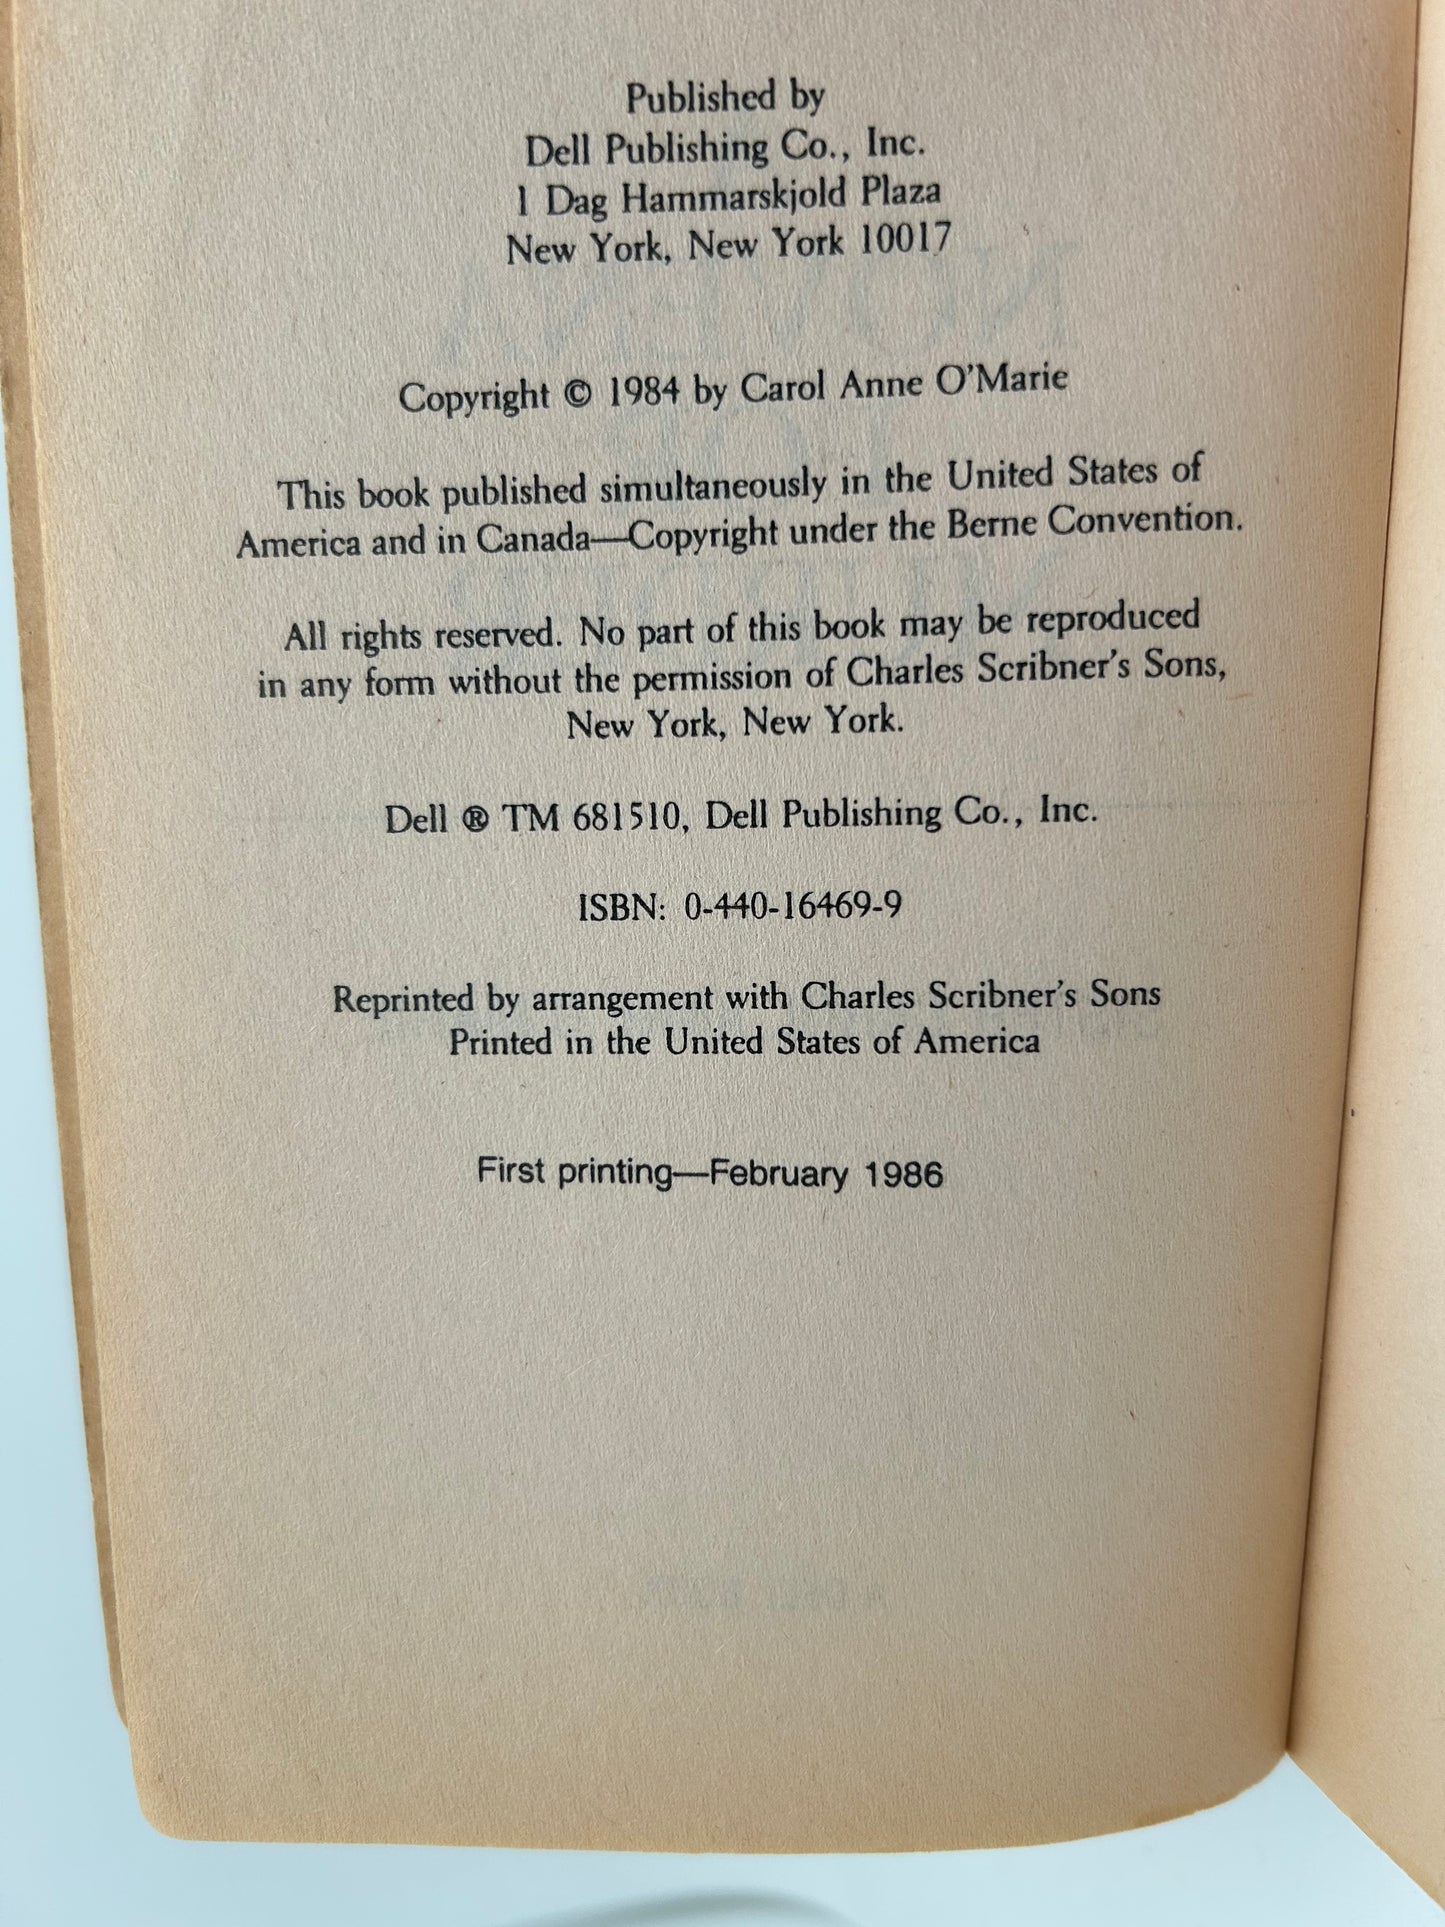 Published by
Dell Publishing Co., Inc.
1 Dag Hammarskjold Plaza
New York, New York 10017
Copyright © 1984 by Carol Anne O'Marie
This book published simultaneously in the United States of
America and in Canada—Copyright under the Berne Convention.
All rights reserved. No part of this book may be reproduced
in any form without the permission of Charles Scribner's Sons,
New York, New York.
Dell ® TM 681510, Dell Publishing Co., Inc.
ISBN: 0-440-16469-9
Reprinted by arrangement with Charles Scribner's Sons
Printed in the United States of America
First printing—February 1986